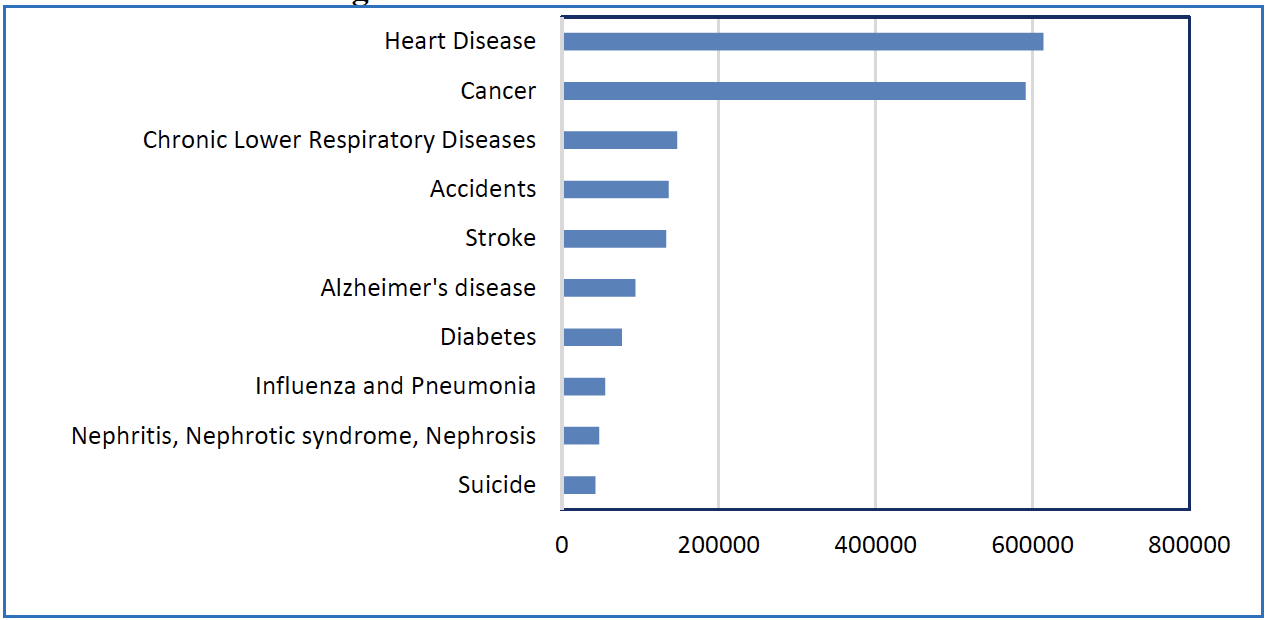 Heart Disease
Cancer
Chronic Lower Respiratory Diseases
Accidents
Stroke
Alzheimer's disease
Diabetes
Influenza and Pneumonia
Nephritis, Nephrotic syndrome, Nephrosis
Suicide
0 200000 400000 600000 800000